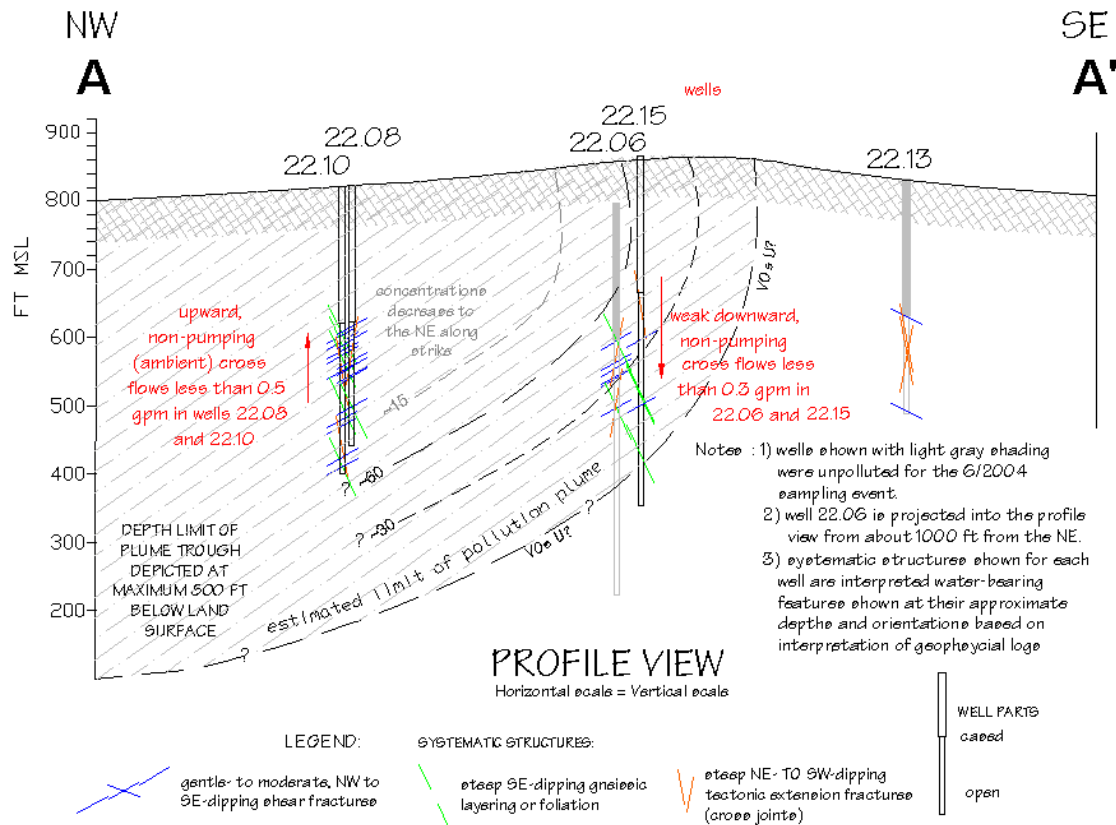 NW
SE
A
A'
wells
22.15
22.08
22.06
22.10
22.13
900
800
700
600
500
400
300
200
FT MSL
upward,
non-pumping
(ambient) cross
flows less than 0.5
gpm in wells 22.08
and 22.10
concentrations
decrease to
the NE along
strike
weak downward,
non-pumping
cross flows less
than 0.3 gpm in
22.06 and 22.15
VOs U?
~15
? ~60
? ~30
VOs U?
?
? estimated limit of pollution plume ?
DEPTH LIMIT OF
PLUME TROUGH
DEPICTED AT
MAXIMUM 500 FT
BELOW LAND
SURFACE
Notes : 1) wells shown with light gray shading
were unpolluted for the 6/2004
sampling event.
2) well 22.06 is projected into the profile
view from about 1000 ft from the NE.
3) systematic structures shown for each
well are interpreted water-bearing
features shown at their approximate
depths and orientations based on
interpretation of geophsycial logs
PROFILE VIEW
Horizontal scale = Vertical scale
LEGEND:
SYSTEMATIC STRUCTURES:
gentle- to moderate, NW to
SE-dipping shear fractures
steep SE-dipping gneissic
layering or foliation
steep NE- TO SW-dipping
tectonic extension fractures
(cross joints)
WELL PARTS
cased
open